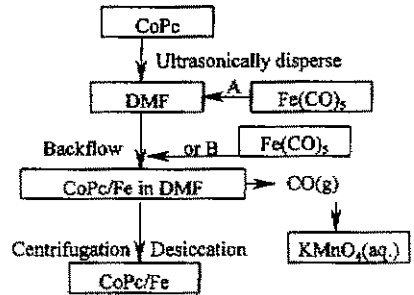 CoPc
Ultrasonically disperse
DMF
A
Fe(CO)5
Backflow
or B
Fe(CO)5
CoPc/Fe in DMF
CO(g)
Centrifugation
Desiccation
KMnO4(aq.)
CoPc/Fe